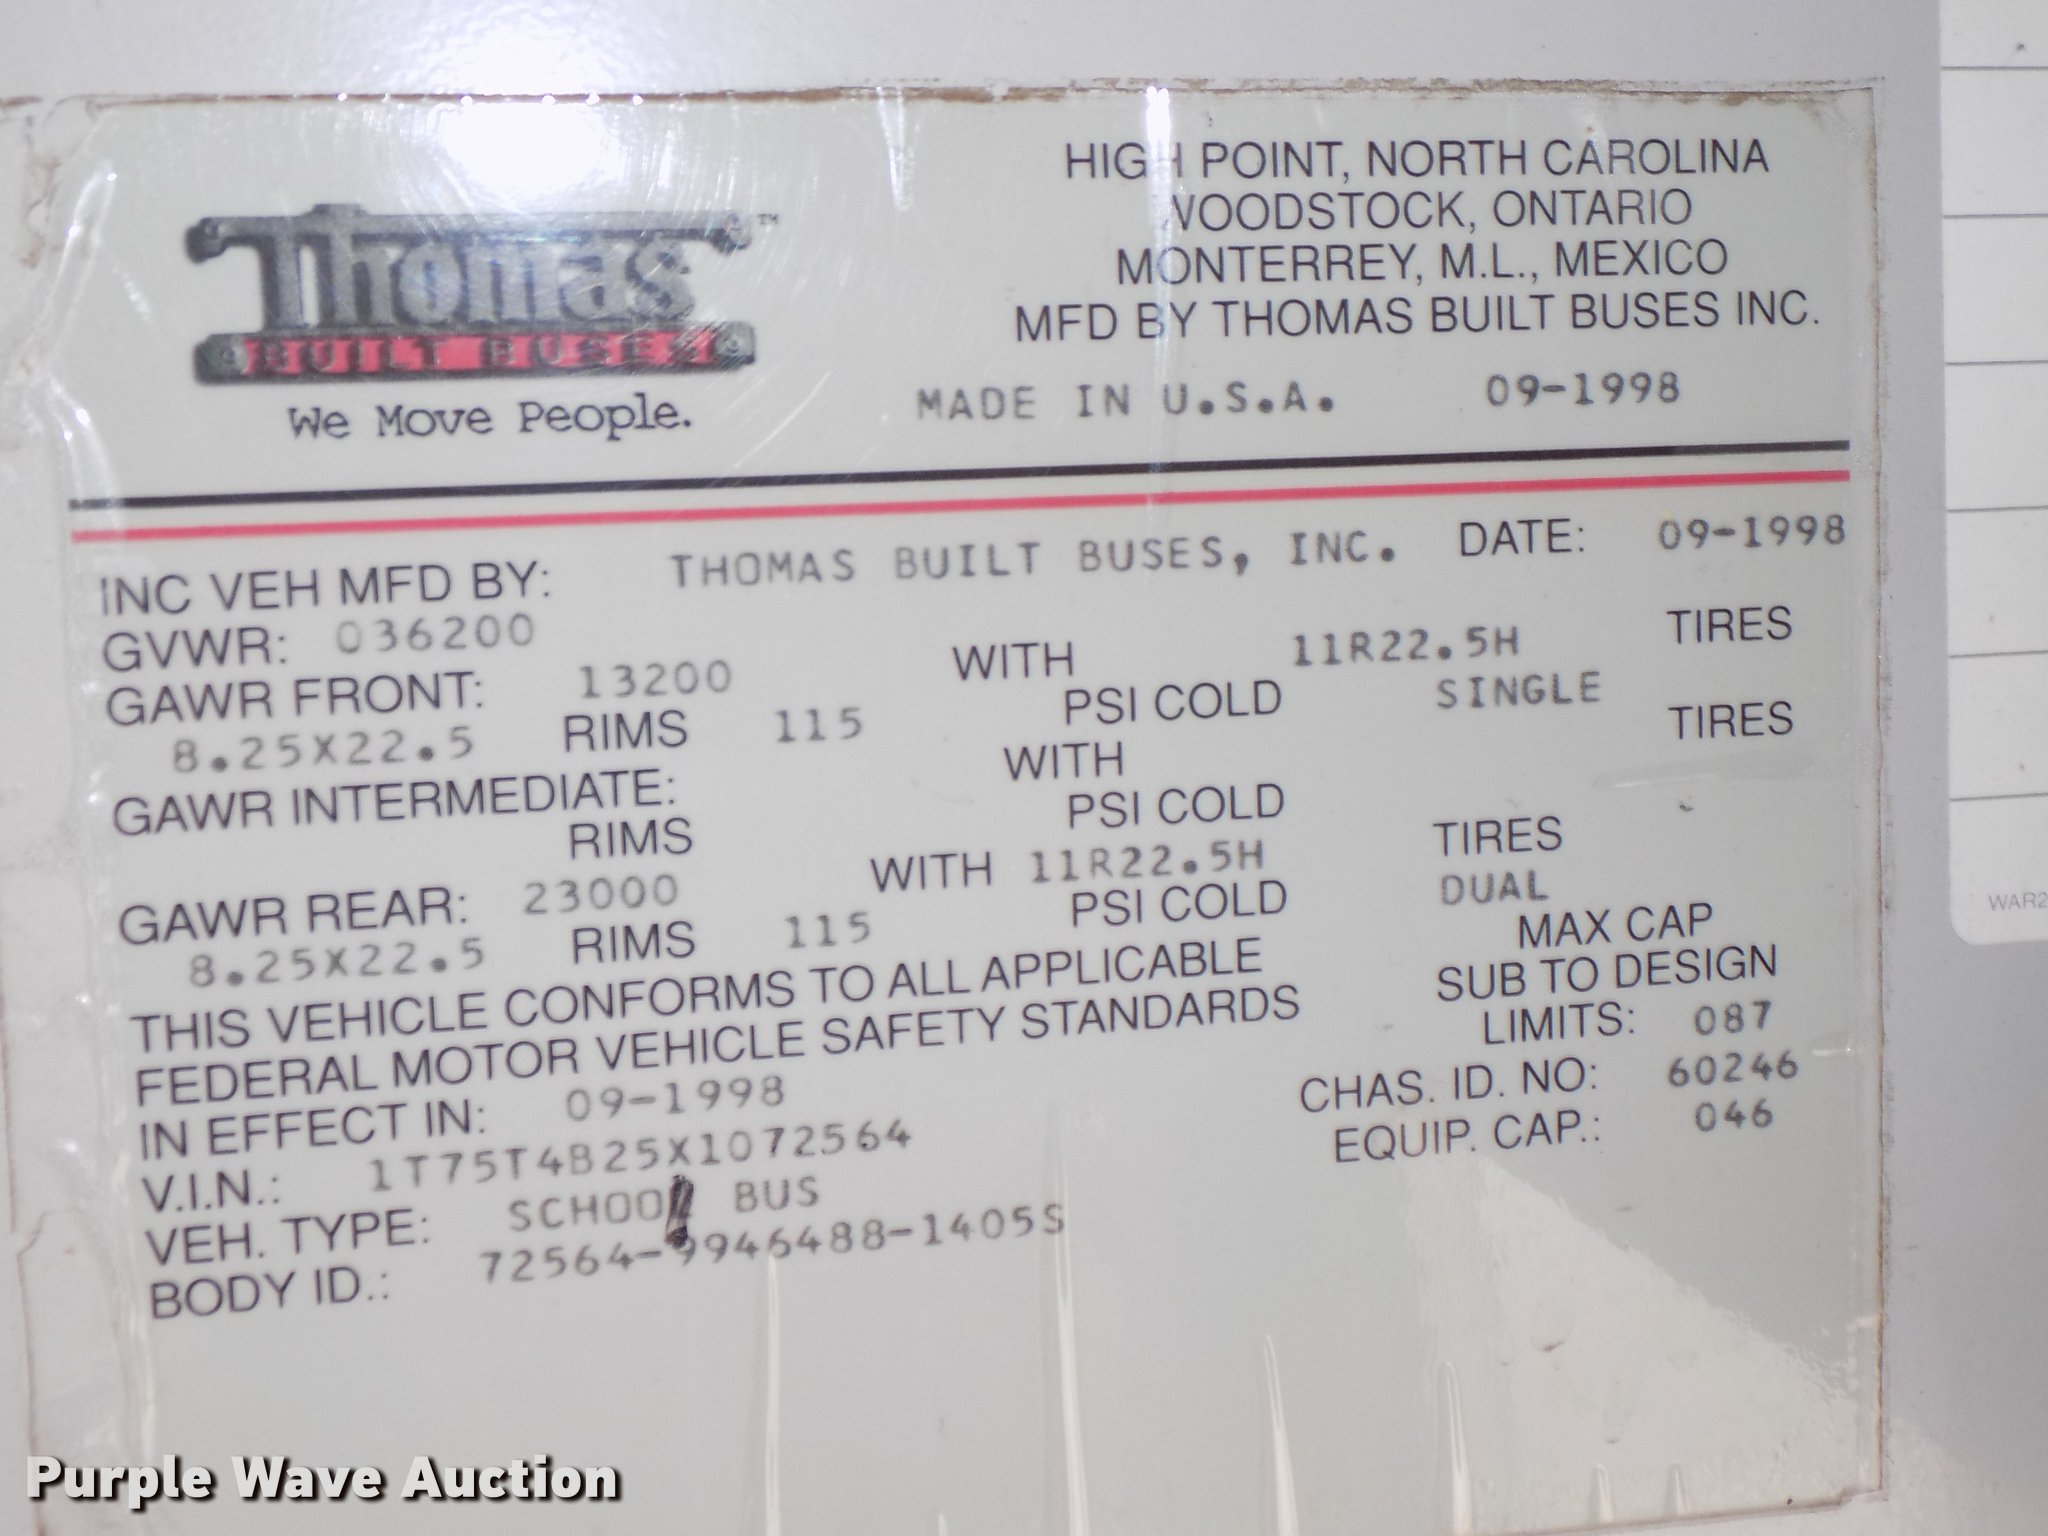 Thomas™
BUILT BUSES
We Move People.
HIGH POINT, NORTH CAROLINA
WOODSTOCK, ONTARIO
MONTERREY, M.L., MEXICO
MFD BY THOMAS BUILT BUSES INC.
MADE IN U.S.A. 09-1998
INC VEH MFD BY: THOMAS BUILT BUSES, INC. DATE: 09-1998
GVWR: 036200
GAWR FRONT: 13200 WITH 11R22.5H TIRES
8.25X22.5 RIMS 115 PSI COLD SINGLE
GAWR INTERMEDIATE: WITH TIRES
RIMS PSI COLD
GAWR REAR: 23000 WITH 11R22.5H TIRES
8.25X22.5 RIMS 115 PSI COLD DUAL
THIS VEHICLE CONFORMS TO ALL APPLICABLE
FEDERAL MOTOR VEHICLE SAFETY STANDARDS
IN EFFECT IN: 09-1998
MAX CAP
SUB TO DESIGN
LIMITS: 087
CHAS. ID. NO: 60246
EQUIP. CAP.: 046
V.I.N.: 1T75T4B25X1072564
VEH. TYPE: SCHOOL BUS
BODY ID.: 72564-9946488-1405S
WAR2
Purple Wave Auction